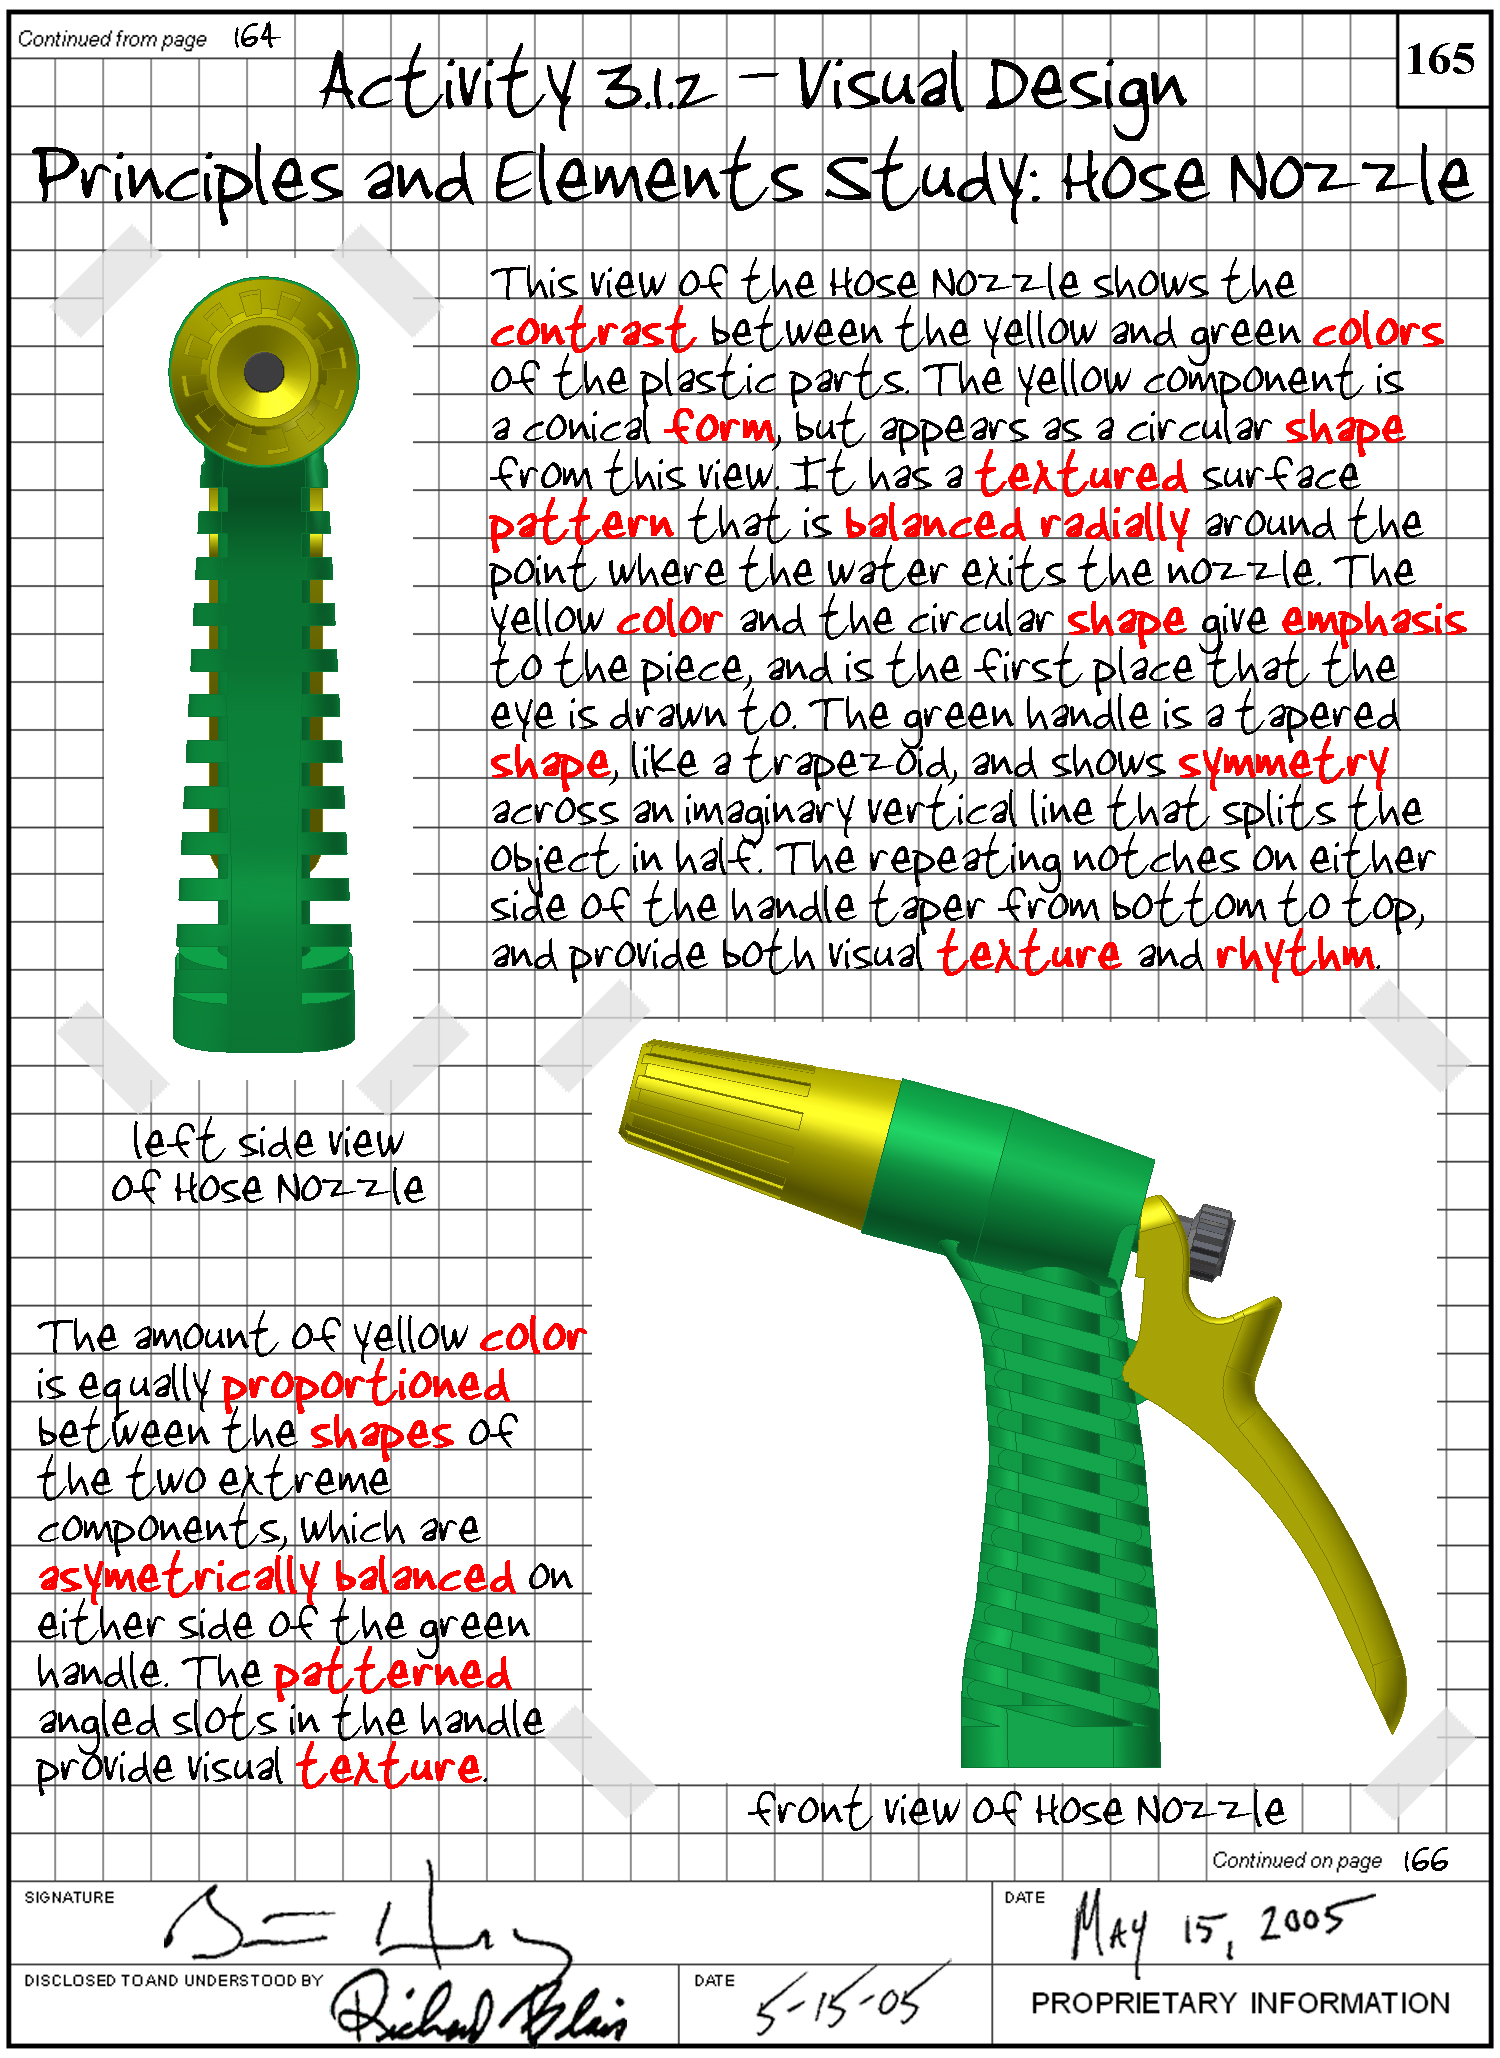 Continued from page 164
165
Activity 3.1.2 - Visual Design
Principles and Elements Study: Hose Nozzle
This view of the Hose Nozzle shows the
contrast between the yellow and green colors
of the plastic parts. The yellow component is
a conical form, but appears as a circular shape
from this view. It has a textured surface
pattern that is balanced radially around the
point where the water exits the nozzle. The
yellow color and the circular shape give emphasis
to the piece, and is the first place that the
eye is drawn to. The green handle is a tapered
shape, like a trapezoid, and shows symmetry
across an imaginary vertical line that splits the
object in half. The repeating notches on either
side of the handle taper from bottom to top,
and provide both visual texture and rhythm.
left side view
of Hose Nozzle
The amount of yellow color
is equally proportioned
between the shapes of
the two extreme
components, which are
asymetrically balanced on
either side of the green
handle. The patterned
angled slots in the handle
provide visual texture.
front view of Hose Nozzle
Continued on page 166
SIGNATURE
DATE May 15, 2005
DISCLOSED TO AND UNDERSTOOD BY Richard Blais
DATE 5-15-05
PROPRIETARY INFORMATION